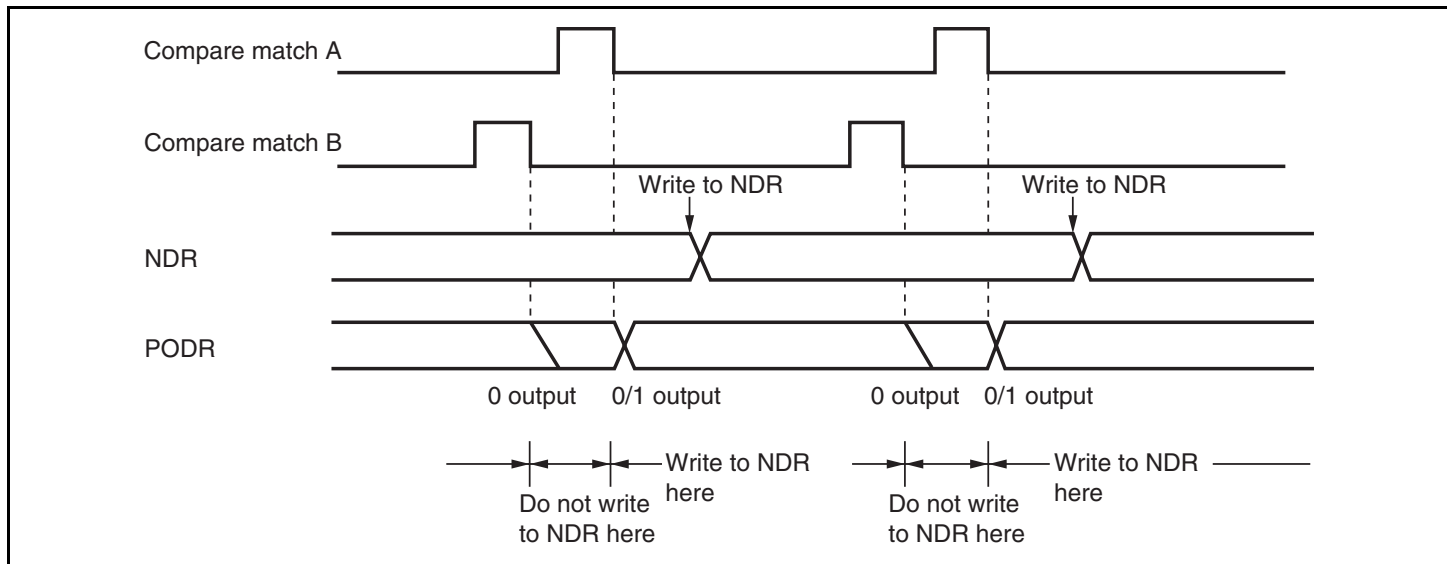 Compare match A
Compare match B
Write to NDR
Write to NDR
NDR
PODR
0 output
0/1 output
0 output
0/1 output
Write to NDR
here
Write to NDR
here
Do not write
to NDR here
Do not write
to NDR here